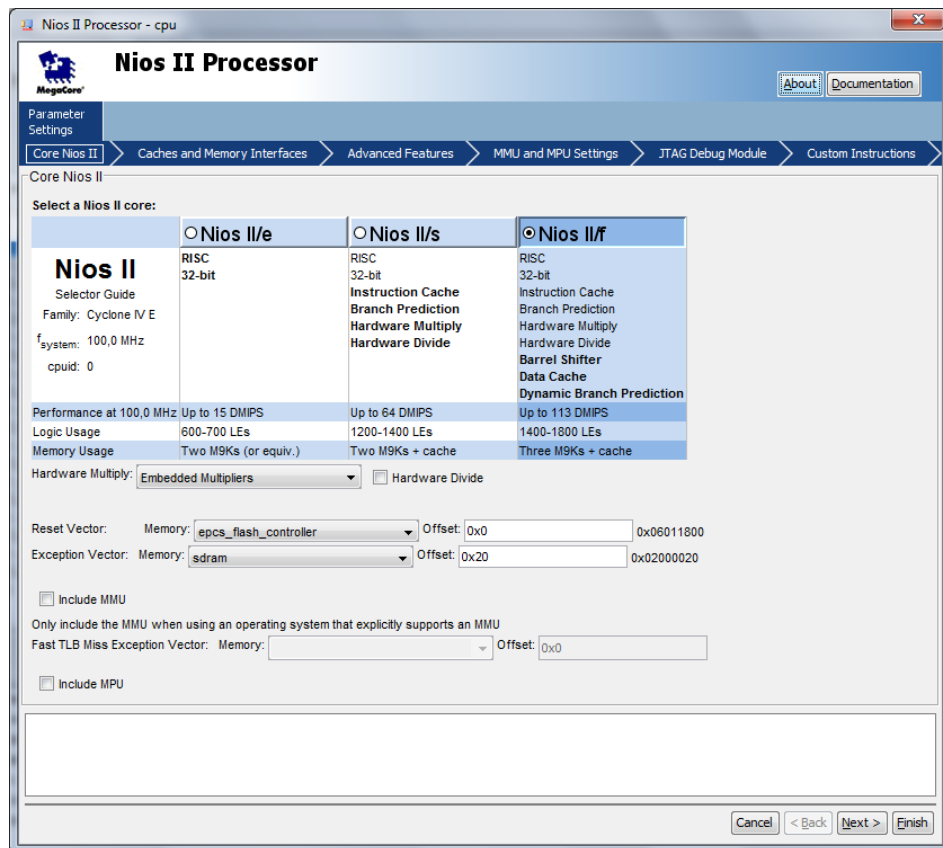 Nios II Processor - cpu
Nios II Processor
MegaCore®
About Documentation
Parameter Settings
Core Nios II Caches and Memory Interfaces Advanced Features MMU and MPU Settings JTAG Debug Module Custom Instructions
Core Nios II
Select a Nios II core:
Nios II/e Nios II/s Nios II/f
Nios II
Selector Guide
Family: Cyclone IV E
fsystem: 100,0 MHz
cpuid: 0
RISC
32-bit
RISC
32-bit
Instruction Cache
Branch Prediction
Hardware Multiply
Hardware Divide
RISC
32-bit
Instruction Cache
Branch Prediction
Hardware Multiply
Hardware Divide
Barrel Shifter
Data Cache
Dynamic Branch Prediction
Performance at 100,0 MHz Up to 15 DMIPS Up to 64 DMIPS Up to 113 DMIPS
Logic Usage 600-700 LEs 1200-1400 LEs 1400-1800 LEs
Memory Usage Two M9Ks (or equiv.) Two M9Ks + cache Three M9Ks + cache
Hardware Multiply: Embedded Multipliers Hardware Divide
Reset Vector: Memory: epcs_flash_controller Offset: 0x0 0x06011800
Exception Vector: Memory: sdram Offset: 0x20 0x02000020
Include MMU
Only include the MMU when using an operating system that explicitly supports an MMU
Fast TLB Miss Exception Vector: Memory: Offset: 0x0
Include MPU
Cancel < Back Next > Finish